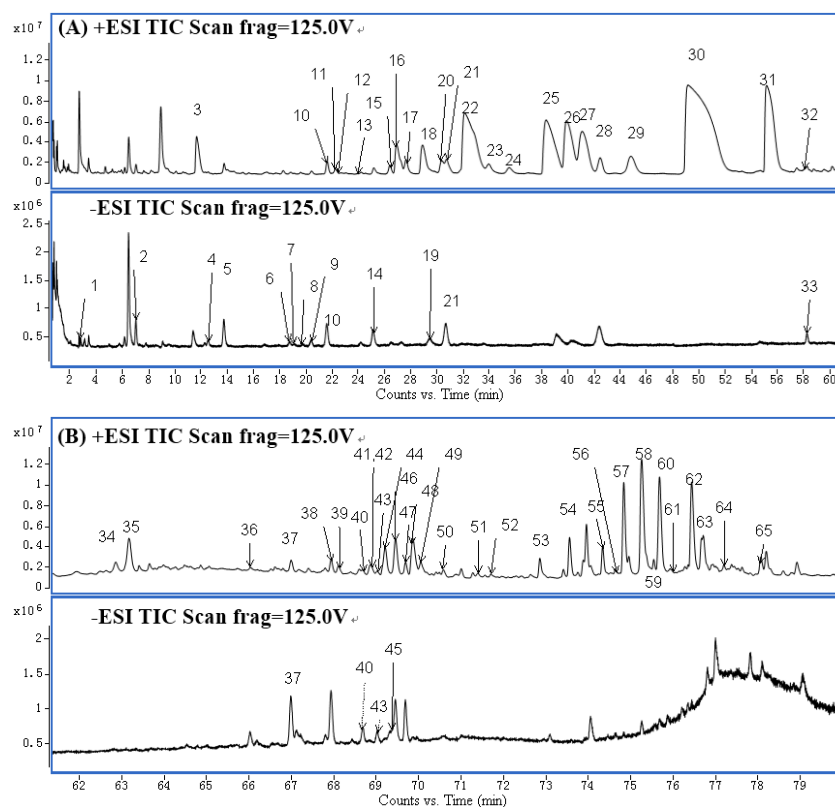 x10⁷ (A) +ESI TIC Scan frag=125.0V ↵
1.2
1
0.8
0.6
0.4
0.2
0
3 10 11 12 13 15 16 17 18 20 21 22 23 24 25 26 27 28 29 30 31 32
x10⁶ -ESI TIC Scan frag=125.0V ↵
2.5
2
1.5
1
0.5
1 2 4 5 6 7 8 9 10 14 19 21 33
2 4 6 8 10 12 14 16 18 20 22 24 26 28 30 32 34 36 38 40 42 44 46 48 50 52 54 56 58 60
Counts vs. Time (min)
x10⁷ (B) +ESI TIC Scan frag=125.0V ↵
1.2
1
0.8
0.6
0.4
0.2
0
34 35 36 37 38 39 40 41 42 43 44 46 47 48 49 50 51 52 53 54 55 56 57 58 59 60 61 62 63 64 65
x10⁶ -ESI TIC Scan frag=125.0V ↵
2
1.5
1
0.5
37 40 43 45
62 63 64 65 66 67 68 69 70 71 72 73 74 75 76 77 78 79
Counts vs. Time (min)